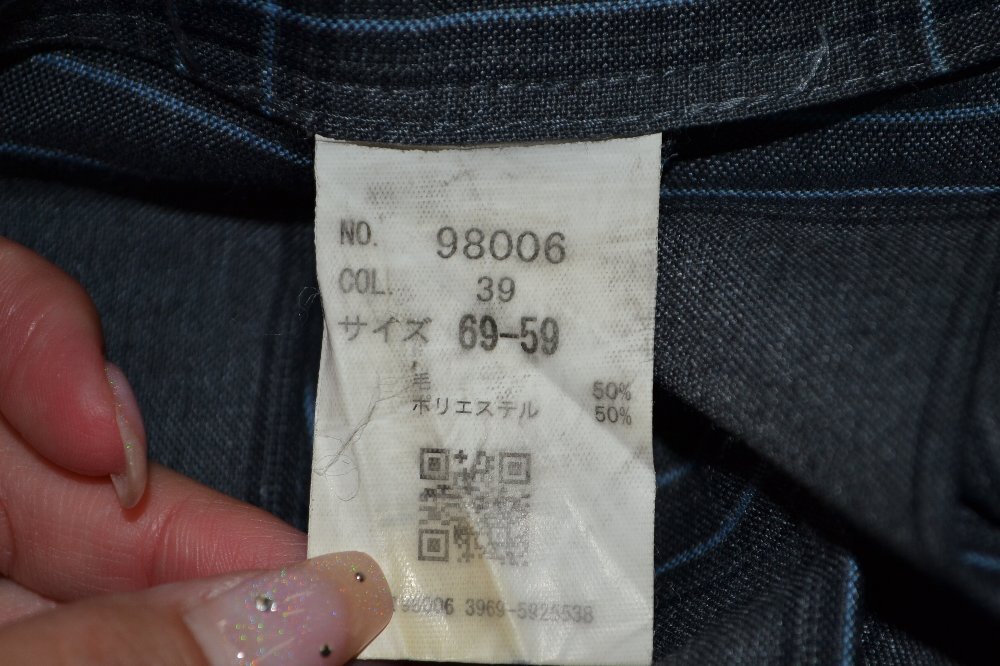 NO. 98006
COL. 39
サイズ 69-59
毛 50%
ポリエステル 50%
98006 3969-5925538